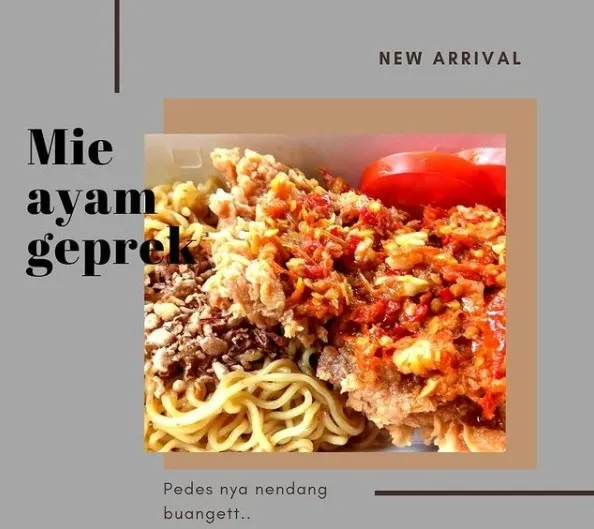 NEW ARRIVAL
Mie
ayam
geprek
Pedes nya nendang
buangett..